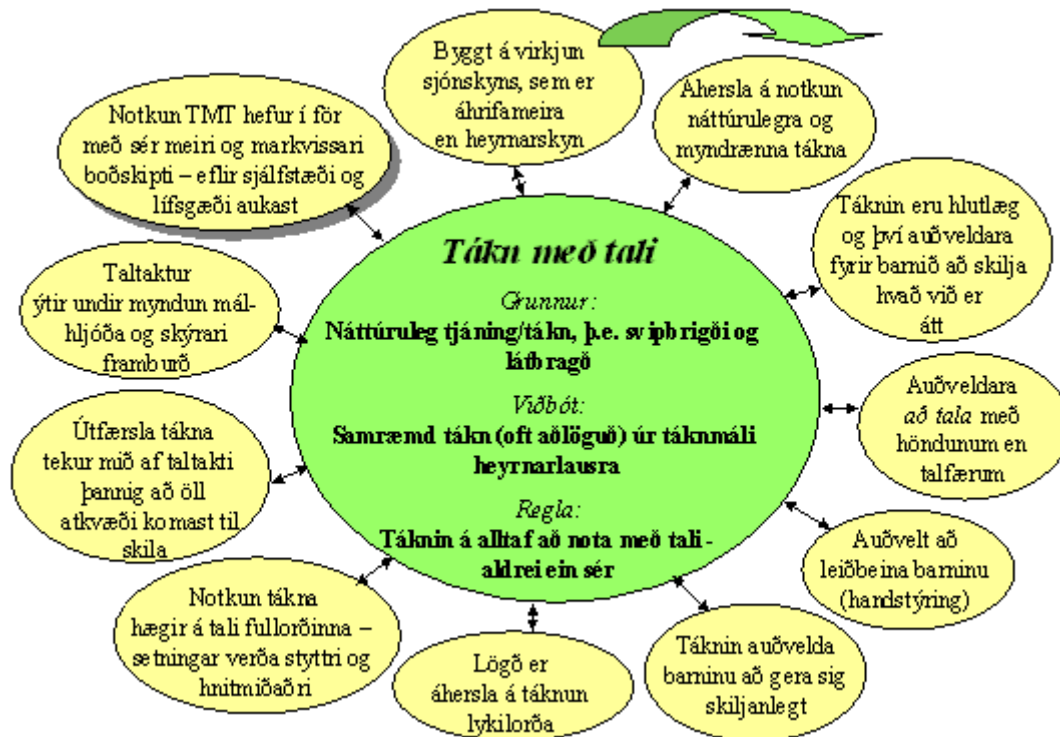 Byggt á virkjun
sjónskyns, sem er
áhrifameira
en heyrnarskyn
Ahersla á notkun
náttúrulegra og
myndrænna tákna
Táknin eru hlutlæg
og því auðveldara
fyrir barnið að skilja
hvað við er
átt
Auðveldara
að tala með
höndunum en
talfærum
Auðvelt að
leiðbeina barninu
(handstýring)
Táknin auðvelda
barninu að gera sig
skiljanlegt
Lögð er
áhersla á táknun
lykilorða
Notkun tákna
hægir á tali fullorðinna –
setningar verða styttri og
hnitmiðaðri
Útfærsla tákna
tekur mið af taltakti
þannig að öll
atkvæði komast til
skila
Taltaktur
ýtir undir myndun mál-
hljóða og skýrari
framburð
Notkun TMT hefur í för
með sér meiri og markvissari
boðskipti – eflir sjálfstæði og
lífsgæði aukast
Tákn með tali
Grunnur:
Náttúruleg tjáning/tákn, þ.e. svipbrigði og
látbragð
Viðbót:
Samræmd tákn (oft aðlöguð) úr táknmáli
heyrnarlausra
Regla:
Táknin á alltaf að nota með tali-
aldrei ein sér